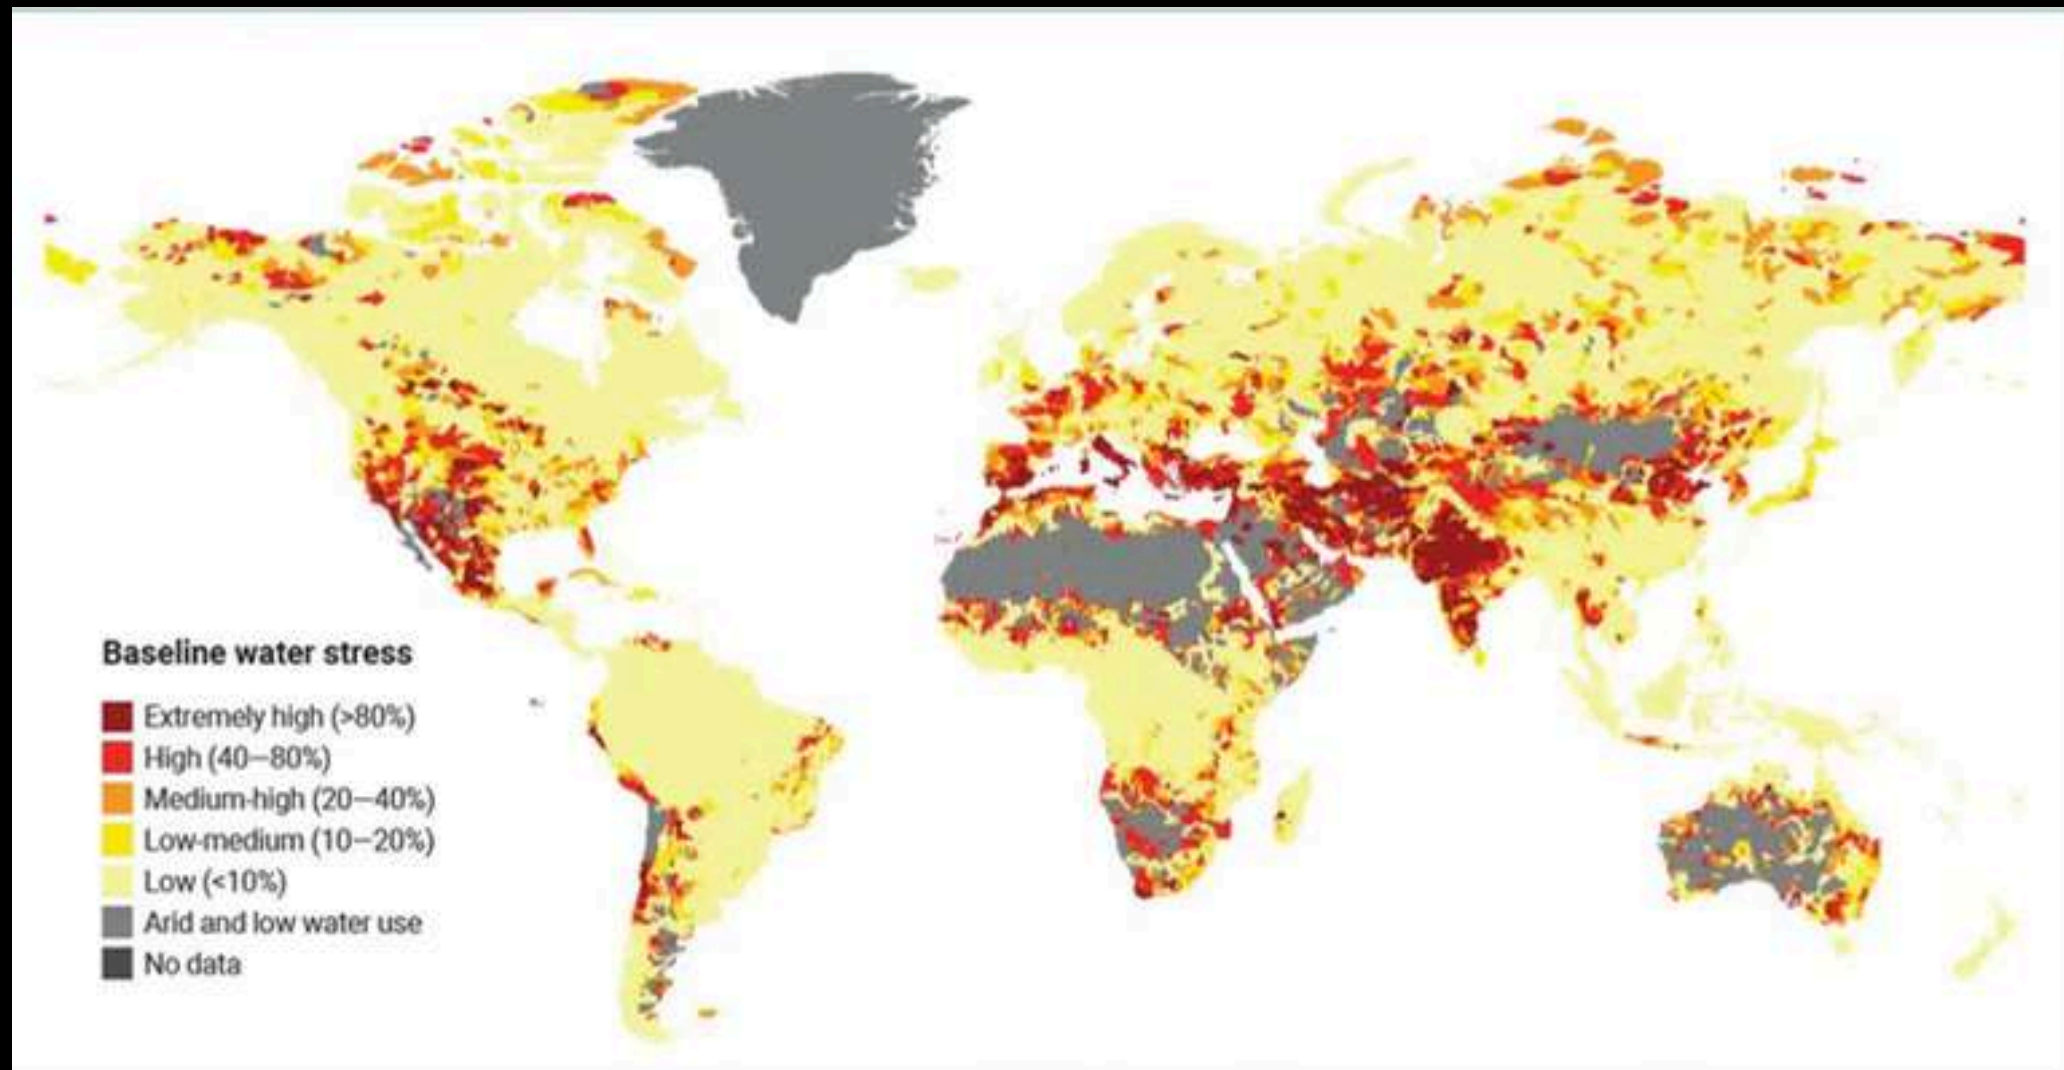 Baseline water stress
Extremely high (>80%)
High (40–80%)
Medium-high (20–40%)
Low-medium (10–20%)
Low (<10%)
Arid and low water use
No data